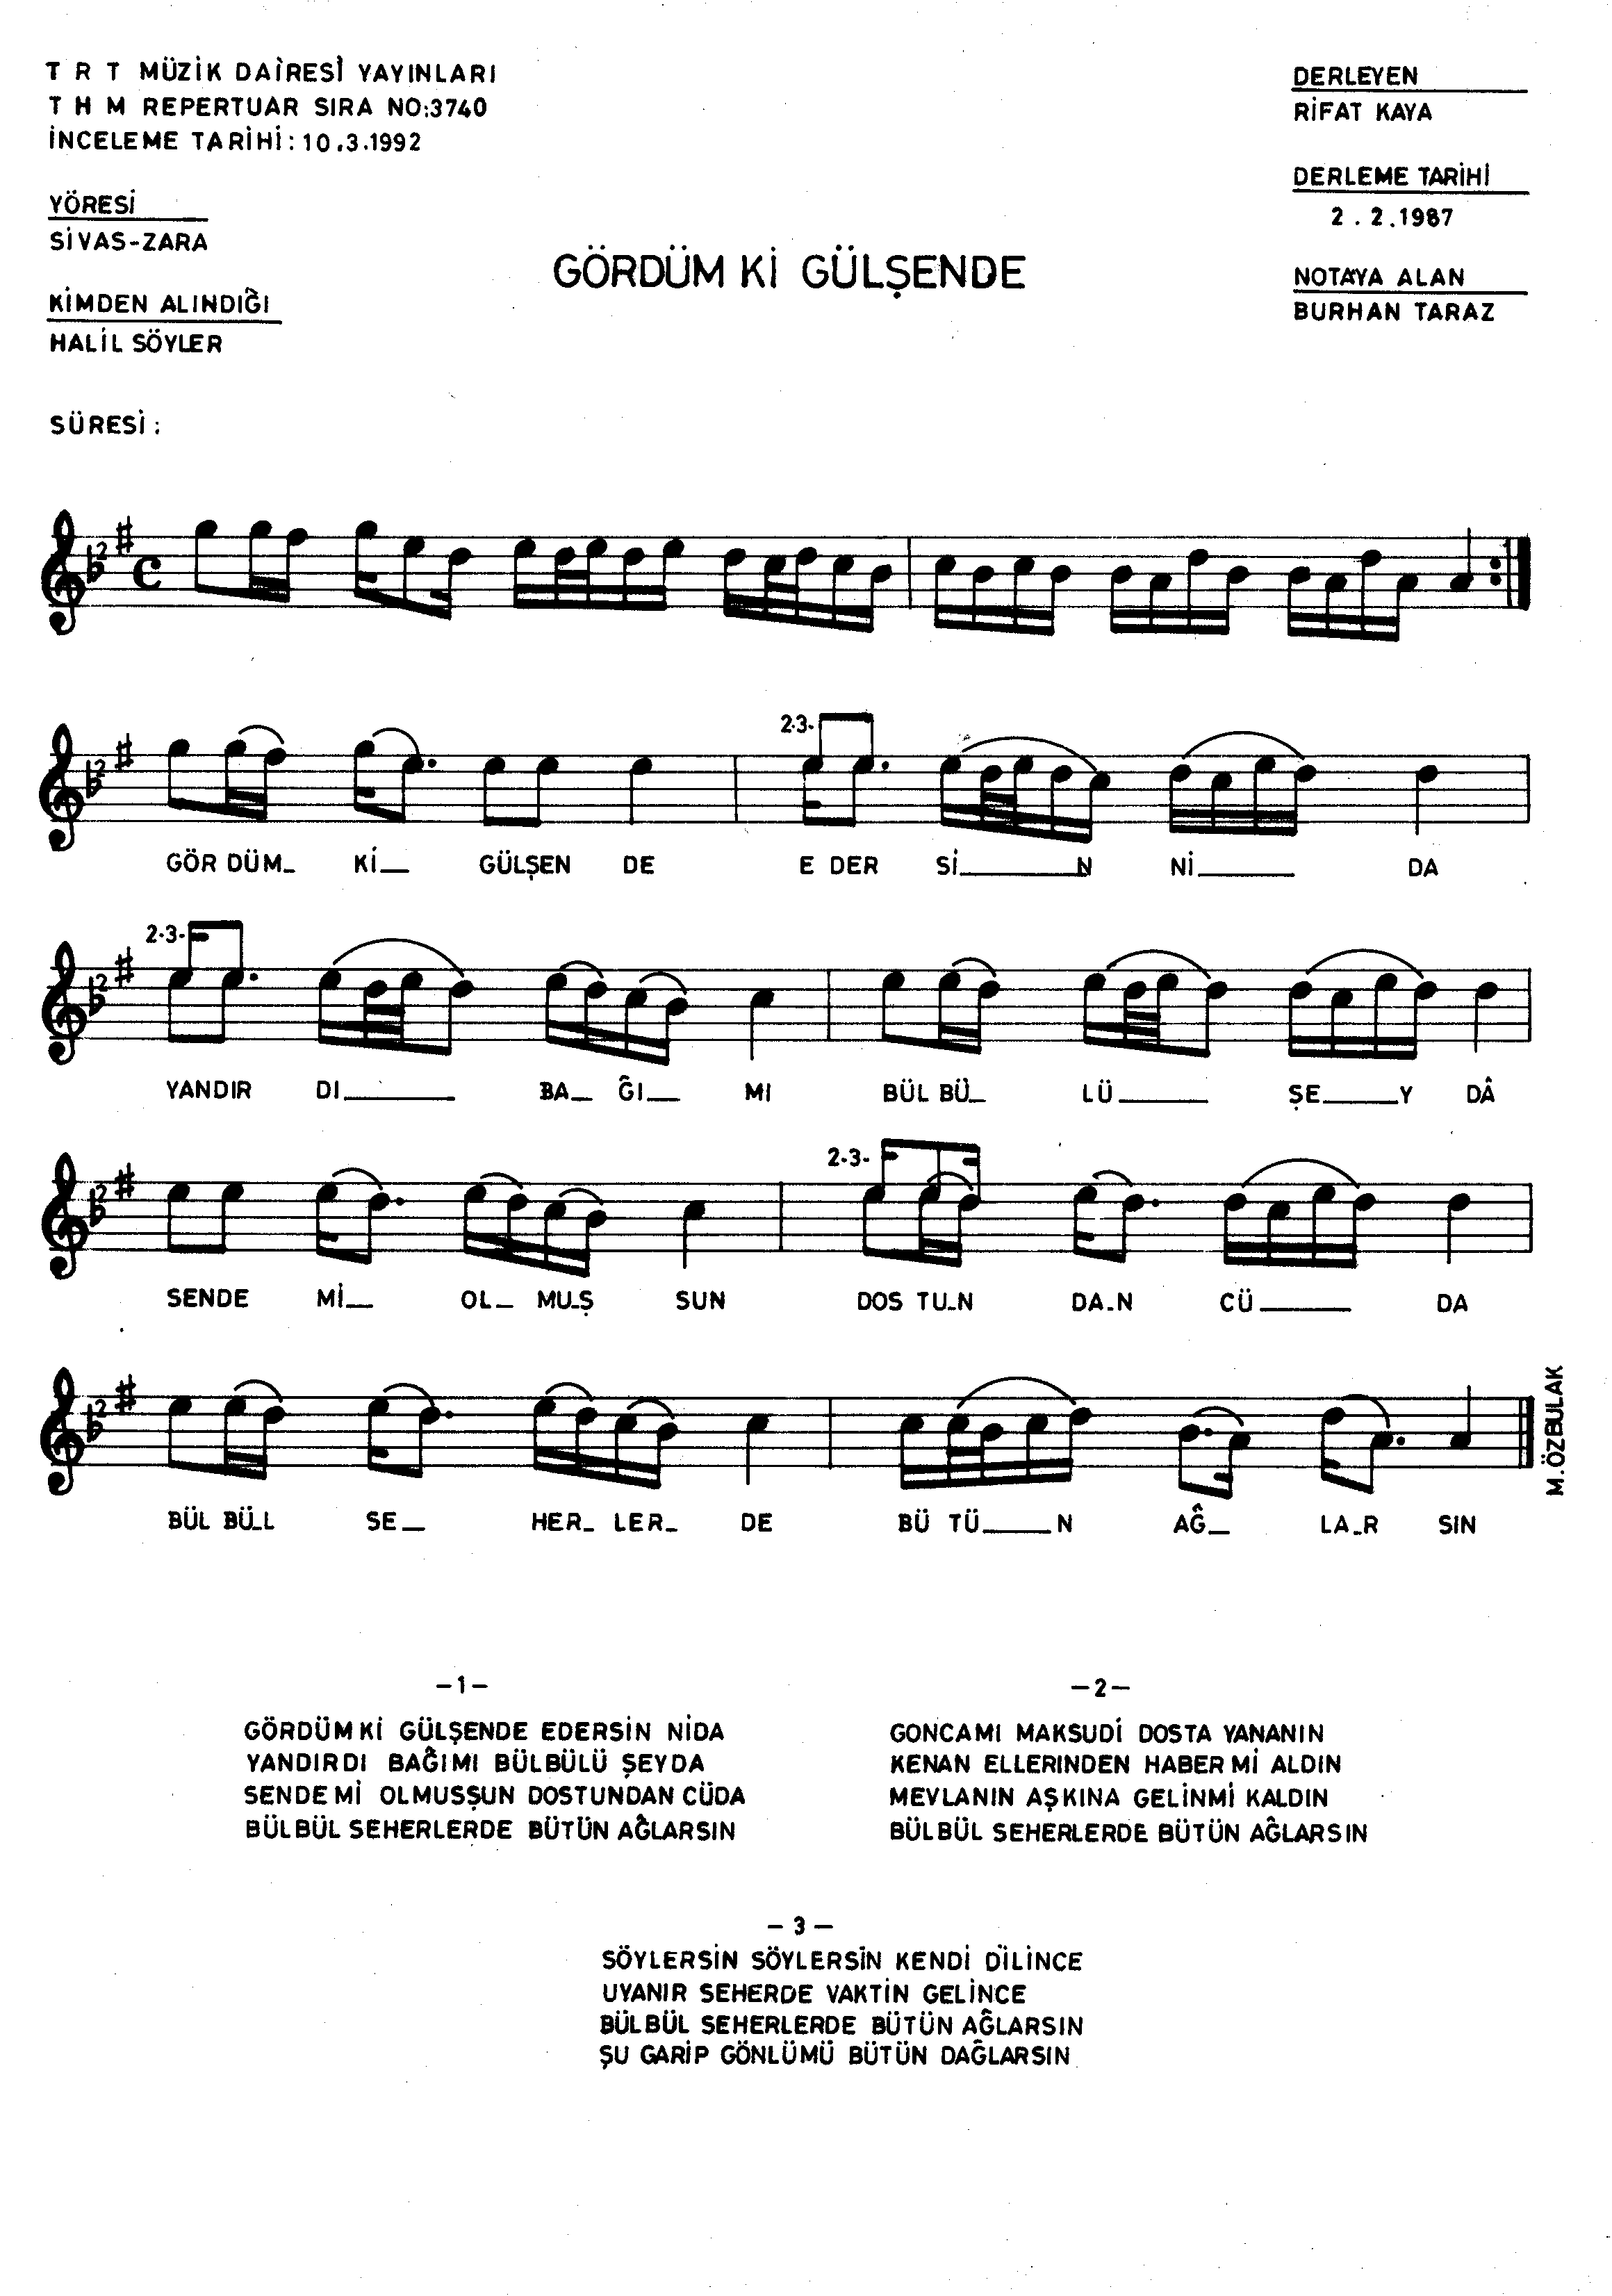 T R T MÜZİK DAİRESİ YAYINLARI
T H M REPERTUAR SIRA NO:3740
İNCELEME TARİHİ: 10.3.1992
YÖRESİ
SİVAS-ZARA
KİMDEN ALINDIĞI
HALİL SÖYLER
SÜRESİ:
GÖRDÜM Kİ GÜLŞENDE
DERLEYEN
RİFAT KAYA
DERLEME TARİHİ
2.2.1987
NOTAYA ALAN
BURHAN TARAZ
2.3.
GÖR DÜM_ Kİ_ GÜLŞEN DE E DER Sİ_N Nİ_ DA
2.3.
YANDIR DI_ BA_ ĞI_ MI BÜL BÜ_ LÜ_ ŞE_Y DÂ
2.3.
SENDE Mİ_ OL_ MU_Ş SUN DOS TU_N DA_N CÜ_ DA
BÜL BÜ_L SE_ HER_ LER_ DE BÜ TÜ_N AĞ_ LA_R SIN
M.ÖZBULAK
-1-
GÖRDÜM Kİ GÜLŞENDE EDERSİN NİDA
YANDIRDI BAĞIMI BÜLBÜLÜ ŞEYDA
SENDE Mİ OLMUSŞUN DOSTUNDAN CÜDA
BÜLBÜL SEHERLERDE BÜTÜN AĞLARSIN
-2-
GONCAMI MAKSUDİ DOSTA YANANIN
KENAN ELLERINDEN HABER Mİ ALDIN
MEVLANIN AŞKINA GELİNMİ KALDIN
BÜLBÜL SEHERLERDE BÜTÜN AĞLARSIN
-3-
SÖYLERSİN SÖYLERSİN KENDİ DİLİNCE
UYANIR SEHERDE VAKTİN GELİNCE
BÜLBÜL SEHERLERDE BÜTÜN AĞLARSIN
ŞU GARİP GÖNLÜMÜ BÜTÜN DAĞLARSIN